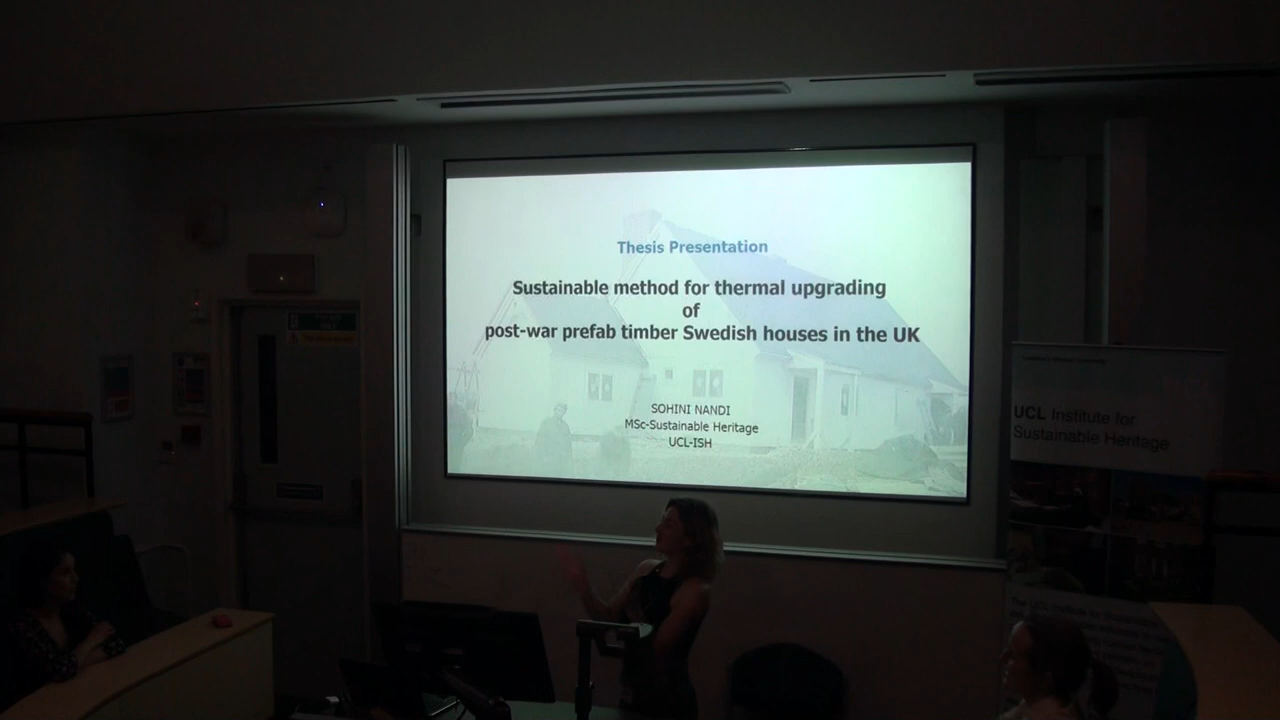 Thesis Presentation
Sustainable method for thermal upgrading
of
post-war prefab timber Swedish houses in the UK
SOHINI NANDI
MSc-Sustainable Heritage
UCL-ISH
UCL Institute for
Sustainable Heritage